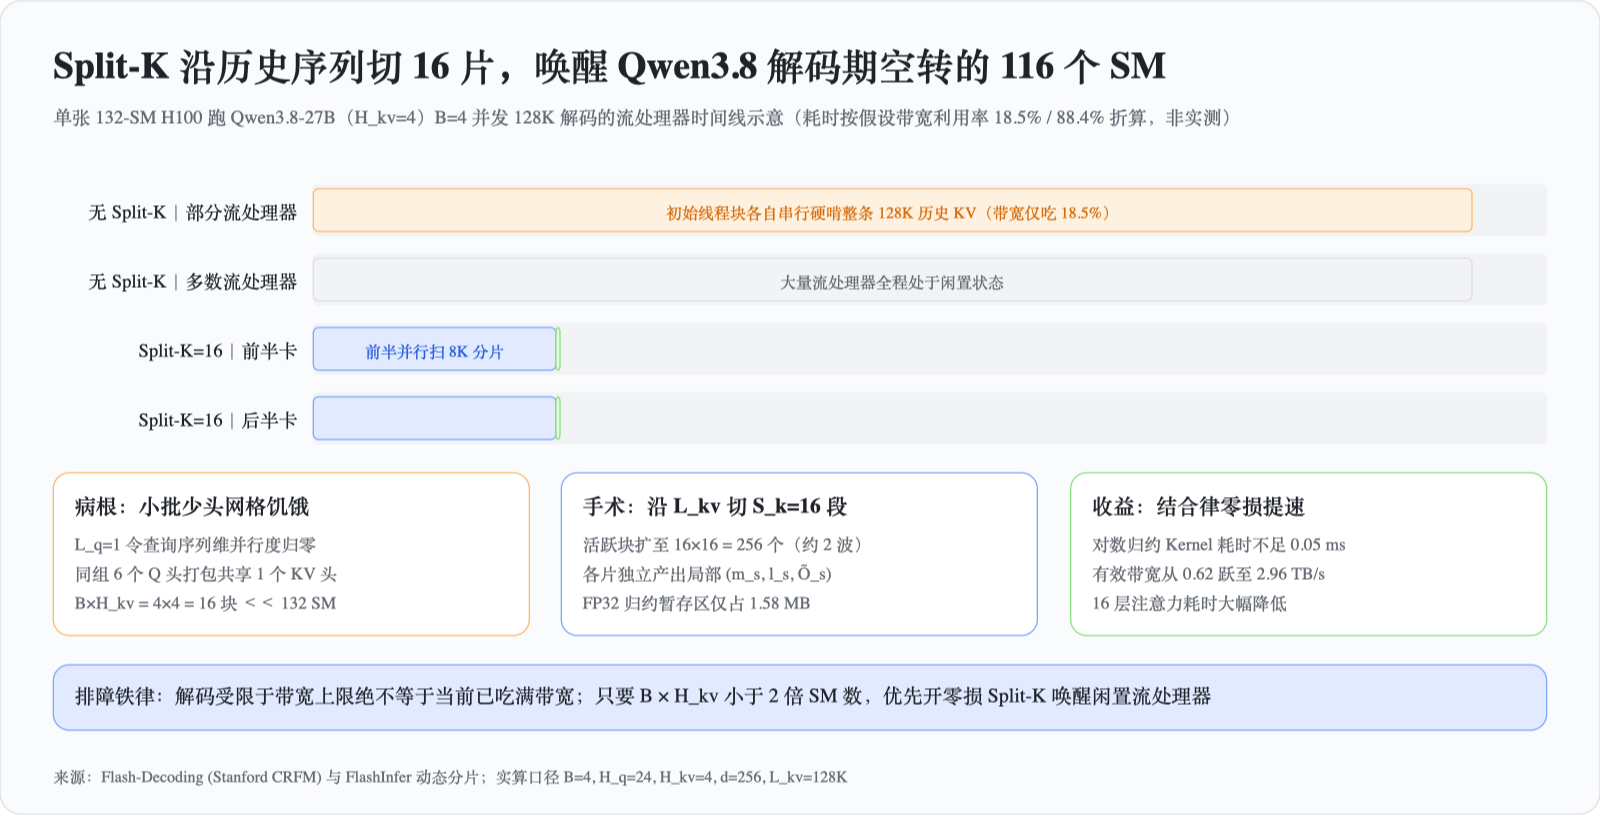 Split-K 沿历史序列切 16 片，唤醒 Qwen3.8 解码期空转的 116 个 SM
单张 132-SM H100 跑 Qwen3.8-27B（H_kv=4）B=4 并发 128K 解码的流处理器时间线示意（耗时按假设带宽利用率 18.5% / 88.4% 折算，非实测）
无 Split-K｜部分流处理器
初始线程块各自串行硬啃整条 128K 历史 KV（带宽仅吃 18.5%）
无 Split-K｜多数流处理器
大量流处理器全程处于闲置状态
Split-K=16｜前半卡
前半并行扫 8K 分片
Split-K=16｜后半卡
病根：小批少头网格饥饿
L_q=1 令查询序列维并行度归零
同组 6 个 Q 头打包共享 1 个 KV 头
B×H_kv = 4×4 = 16 块 < < 132 SM
手术：沿 L_kv 切 S_k=16 段
活跃块扩至 16×16 = 256 个（约 2 波）
各片独立产出局部 (m_s, l_s, Õ_s)
FP32 归约暂存区仅占 1.58 MB
收益：结合律零损提速
对数归约 Kernel 耗时不足 0.05 ms
有效带宽从 0.62 跃至 2.96 TB/s
16 层注意力耗时大幅降低
排障铁律：解码受限于带宽上限绝不等于当前已吃满带宽；只要 B × H_kv 小于 2 倍 SM 数，优先开零损 Split-K 唤醒闲置流处理器
来源：Flash-Decoding (Stanford CRFM) 与 FlashInfer 动态分片；实算口径 B=4, H_q=24, H_kv=4, d=256, L_kv=128K